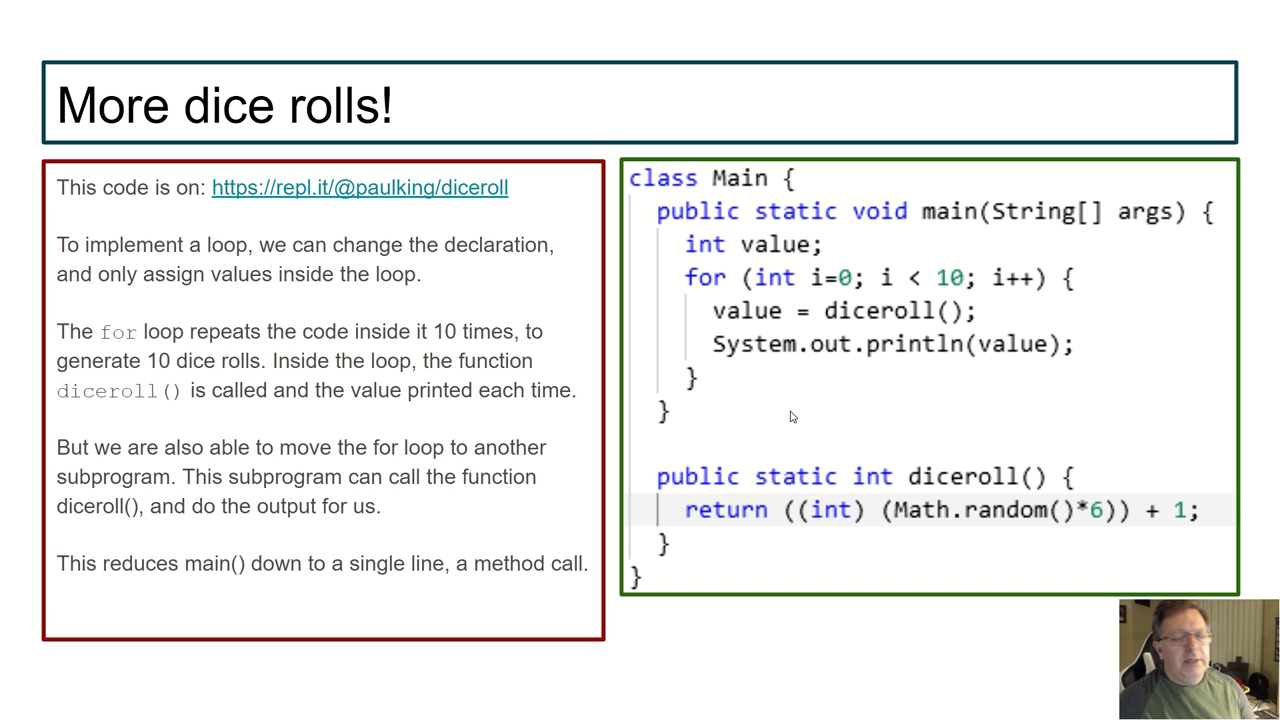 More dice rolls!
This code is on: https://repl.it/@paulking/diceroll
To implement a loop, we can change the declaration,
and only assign values inside the loop.
The for loop repeats the code inside it 10 times, to
generate 10 dice rolls. Inside the loop, the function
diceroll() is called and the value printed each time.
But we are also able to move the for loop to another
subprogram. This subprogram can call the function
diceroll(), and do the output for us.
This reduces main() down to a single line, a method call.
class Main {
public static void main(String[] args) {
int value;
for (int i=0; i < 10; i++) {
value = diceroll();
System.out.println(value);
}
}
public static int diceroll() {
return ((int) (Math.random()*6)) + 1;
}
}